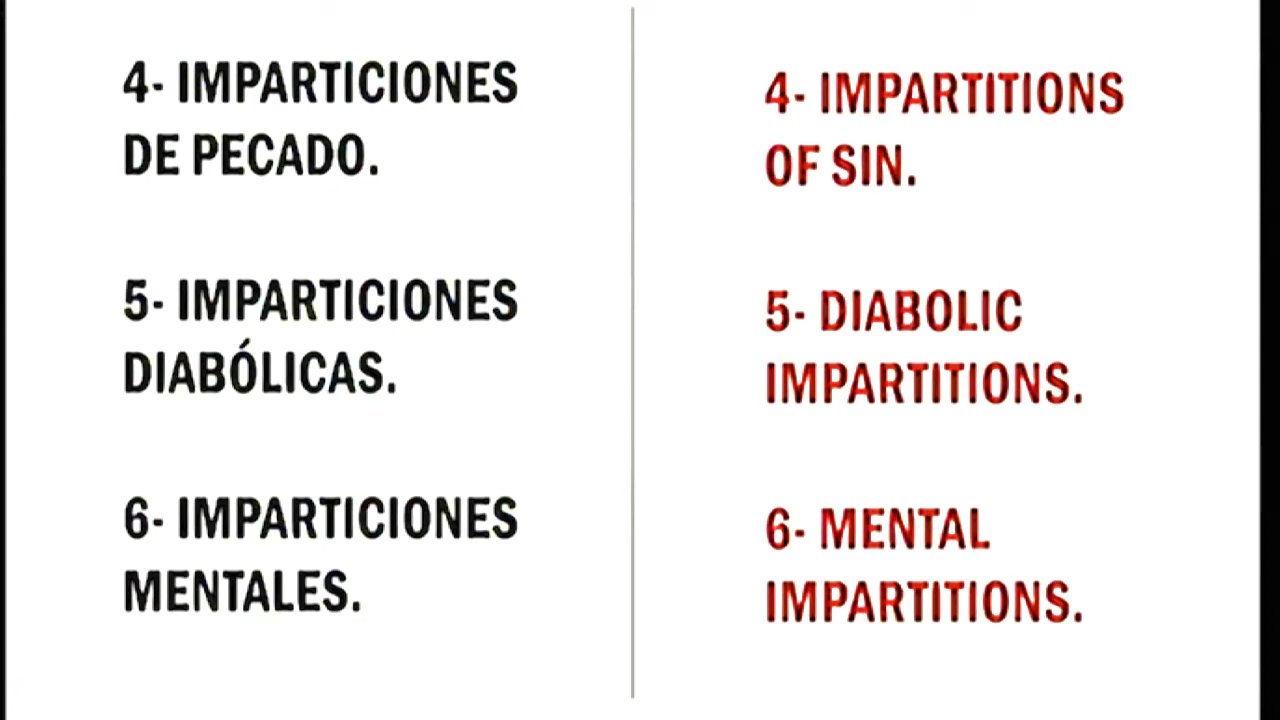 4- IMPARTICIONES
DE PECADO.
5- IMPARTICIONES
DIABÓLICAS.
6- IMPARTICIONES
MENTALES.
4- IMPARTITIONS
OF SIN.
5- DIABOLIC
IMPARTITIONS.
6- MENTAL
IMPARTITIONS.